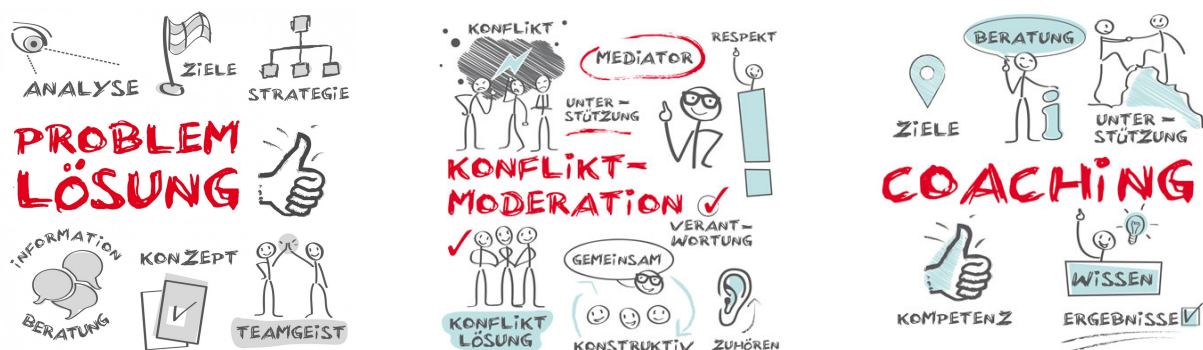 ANALYSE
ZiELE
STRATEGiE
PROBLEM
LÖSUNG
iNFORMATiON
BERATUNG
KONZEPT
TEAMGEiST
KONFLiKT
MEDiATOR
RESPEKT
UNTER=
STÜTZUNG
KONFLiKT-
MODERATiON
VERANT=
WORTUNG
GEMEiNSAM
KONFLiKT
LÖSUNG
KONSTRUKTiV
ZUHÖREN
BERATUNG
ZiELE
UNTER=
STÜTZUNG
COACHiNG
KOMPETENZ
WiSSEN
ERGEBNiSSE